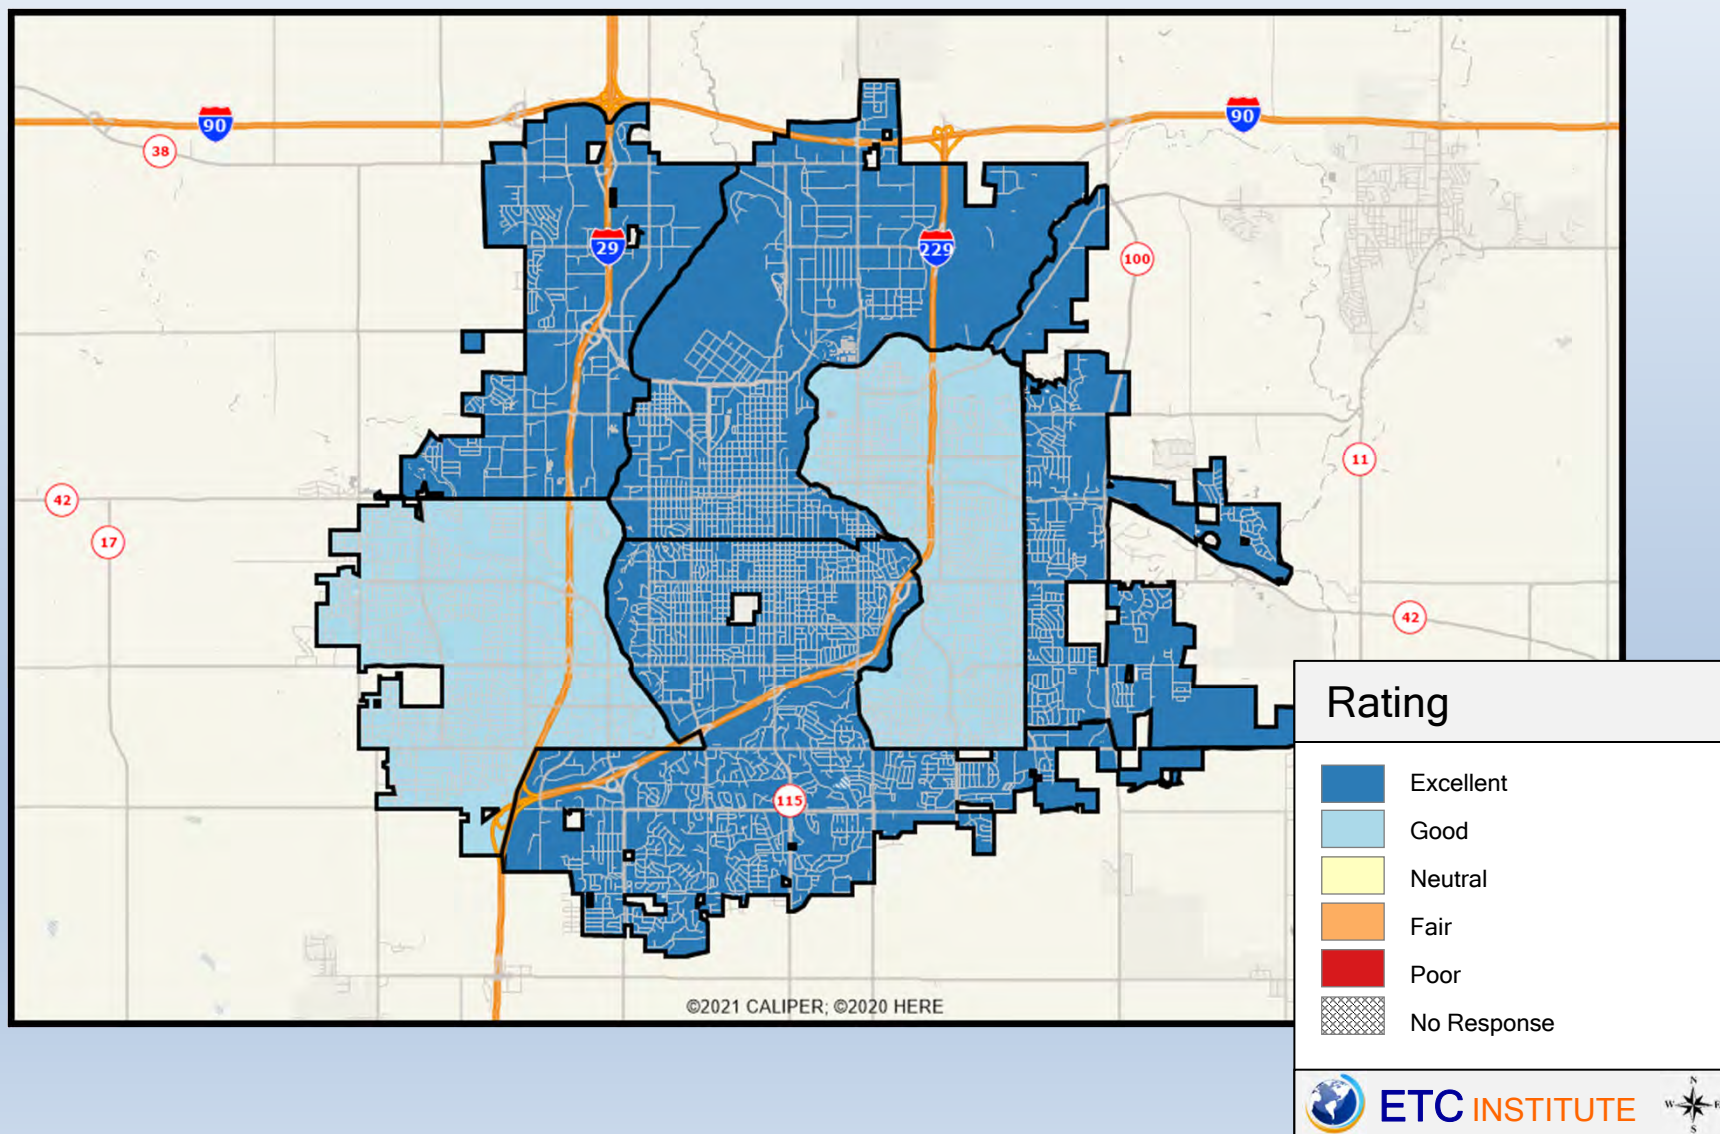 90
90
38
29
229
100
11
42
17
42
115
©2021 CALIPER; ©2020 HERE
Rating
Excellent
Good
Neutral
Fair
Poor
No Response
ETC INSTITUTE
N
W E
S